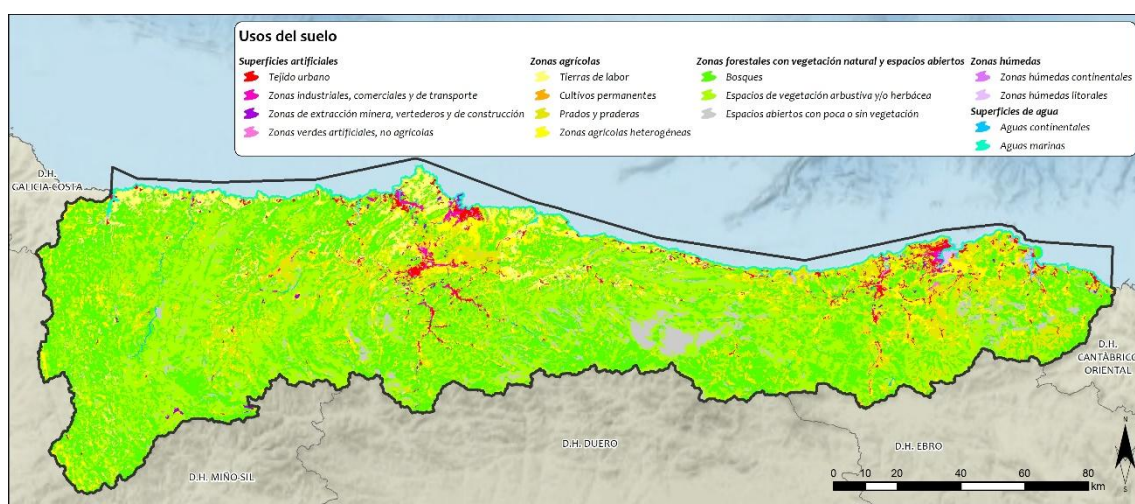 Usos del suelo
Superficies artificiales
Tejido urbano
Zonas industriales, comerciales y de transporte
Zonas de extracción minera, vertederos y de construcción
Zonas verdes artificiales, no agrícolas
Zonas agrícolas
Tierras de labor
Cultivos permanentes
Prados y praderas
Zonas agrícolas heterogéneas
Zonas forestales con vegetación natural y espacios abiertos
Bosques
Espacios de vegetación arbustiva y/o herbácea
Espacios abiertos con poca o sin vegetación
Zonas húmedas
Zonas húmedas continentales
Zonas húmedas litorales
Superficies de agua
Aguas continentales
Aguas marinas
D.H.
GALICIA-COSTA
D.H.
CANTÁBRICO
ORIENTAL
D.H. DUERO
D.H. EBRO
D.H. MIÑO-SIL
N
S
0 10 20 40 60 80
km